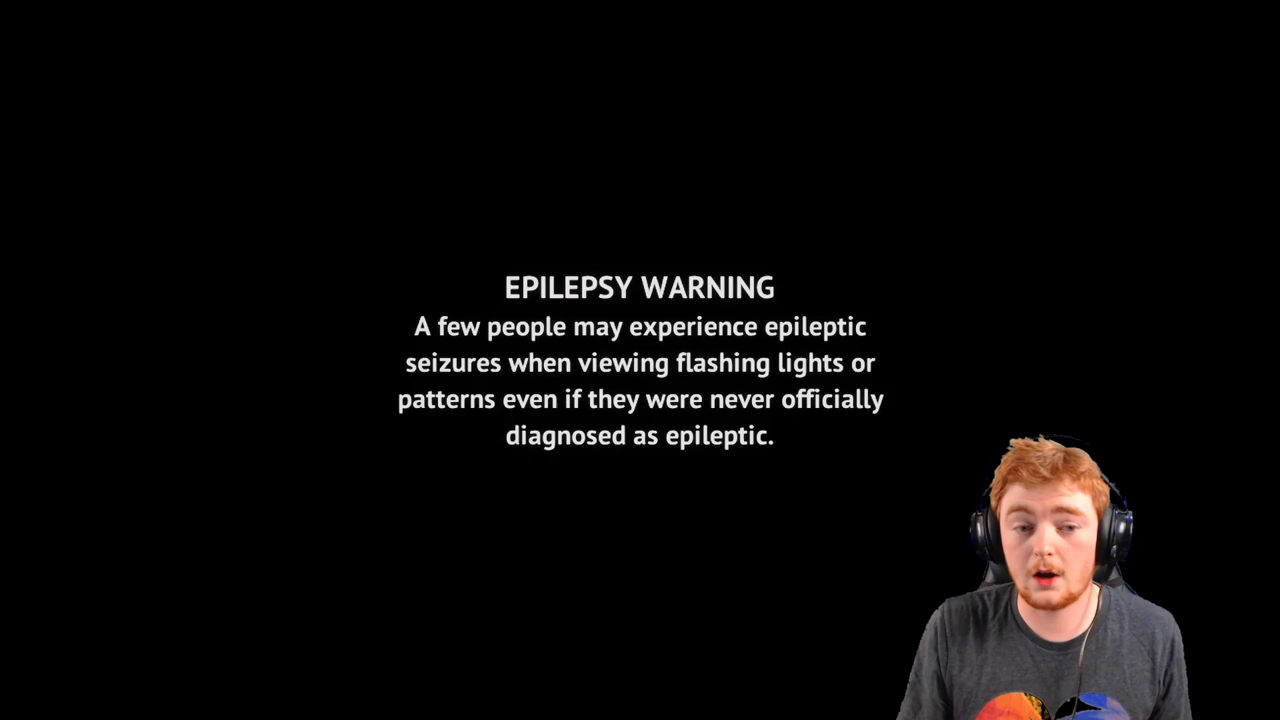 EPILEPSY WARNING
A few people may experience epileptic
seizures when viewing flashing lights or
patterns even if they were never officially
diagnosed as epileptic.